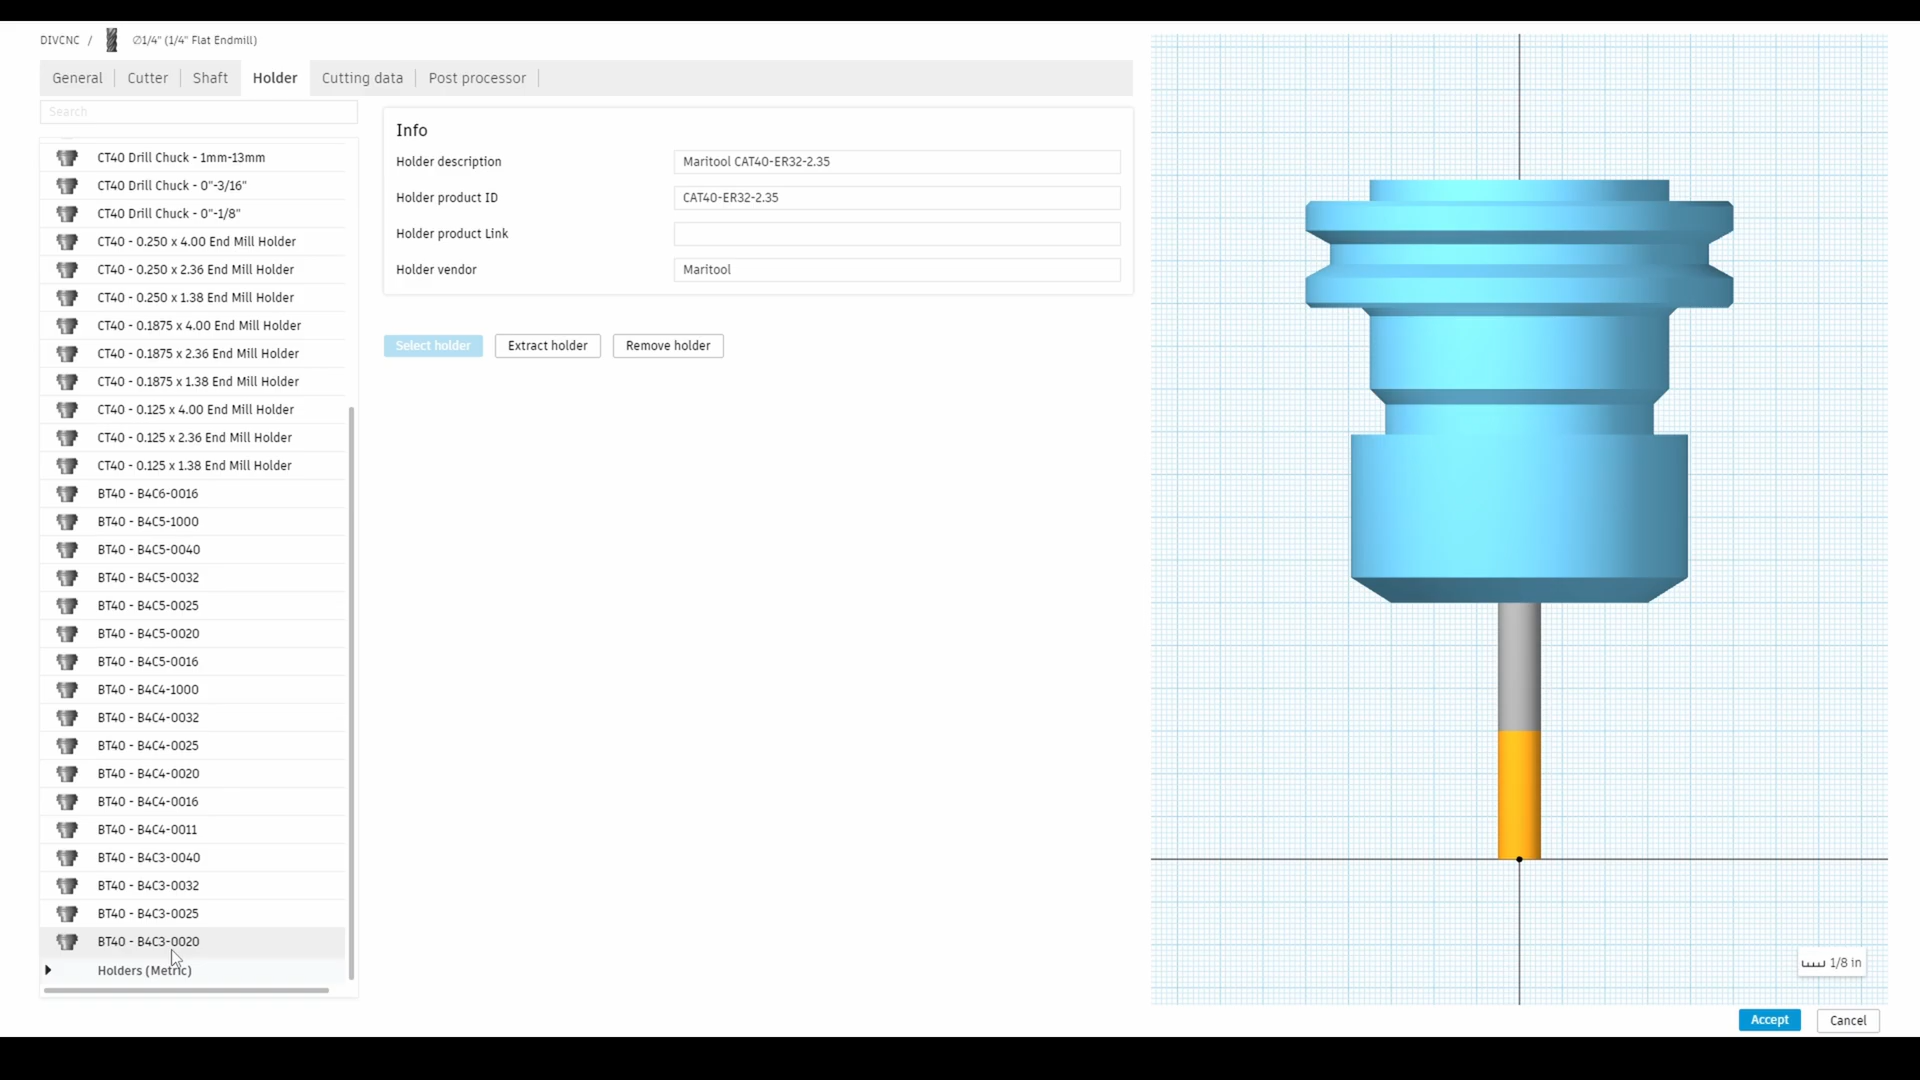 DIVCNC / ∅1/4" (1/4" Flat Endmill)
General Cutter Shaft Holder Cutting data Post processor
Search
CT40 Drill Chuck - 1mm-13mm
CT40 Drill Chuck - 0"-3/16"
CT40 Drill Chuck - 0"-1/8"
CT40 - 0.250 x 4.00 End Mill Holder
CT40 - 0.250 x 2.36 End Mill Holder
CT40 - 0.250 x 1.38 End Mill Holder
CT40 - 0.1875 x 4.00 End Mill Holder
CT40 - 0.1875 x 2.36 End Mill Holder
CT40 - 0.1875 x 1.38 End Mill Holder
CT40 - 0.125 x 4.00 End Mill Holder
CT40 - 0.125 x 2.36 End Mill Holder
CT40 - 0.125 x 1.38 End Mill Holder
BT40 - B4C6-0016
BT40 - B4C5-1000
BT40 - B4C5-0040
BT40 - B4C5-0032
BT40 - B4C5-0025
BT40 - B4C5-0020
BT40 - B4C5-0016
BT40 - B4C4-1000
BT40 - B4C4-0032
BT40 - B4C4-0025
BT40 - B4C4-0020
BT40 - B4C4-0016
BT40 - B4C4-0011
BT40 - B4C3-0040
BT40 - B4C3-0032
BT40 - B4C3-0025
BT40 - B4C3-0020
Holders (Metric)
Info
Holder description Maritool CAT40-ER32-2.35
Holder product ID CAT40-ER32-2.35
Holder product Link
Holder vendor Maritool
Select holder Extract holder Remove holder
1/8 in
Accept Cancel